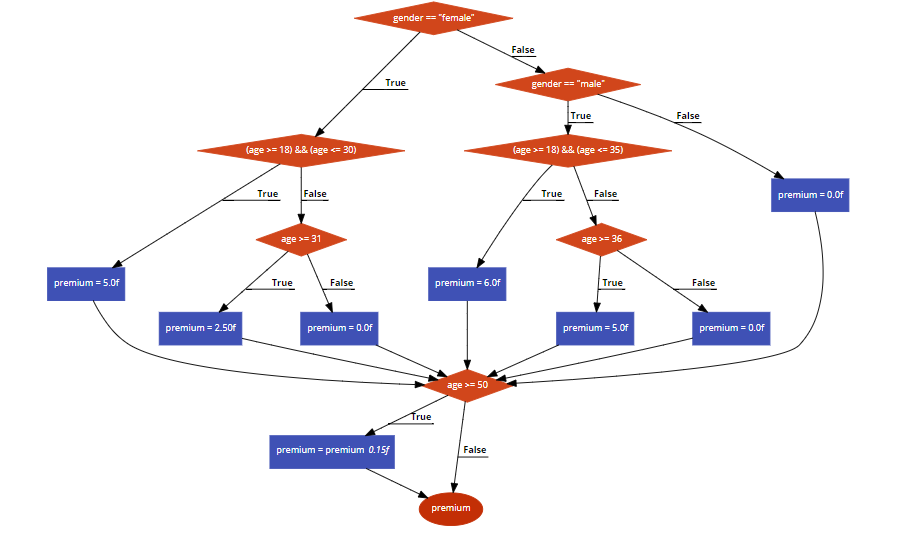 gender == "female"
False
True
gender == "male"
True
False
(age >= 18) && (age <= 30)
(age >= 18) && (age <= 35)
True
False
True
False
premium = 0.0f
age >= 31
age >= 36
premium = 5.0f
True
False
premium = 6.0f
True
False
premium = 2.50f
premium = 0.0f
premium = 5.0f
premium = 0.0f
age >= 50
True
premium = premium 0.15f
False
premium